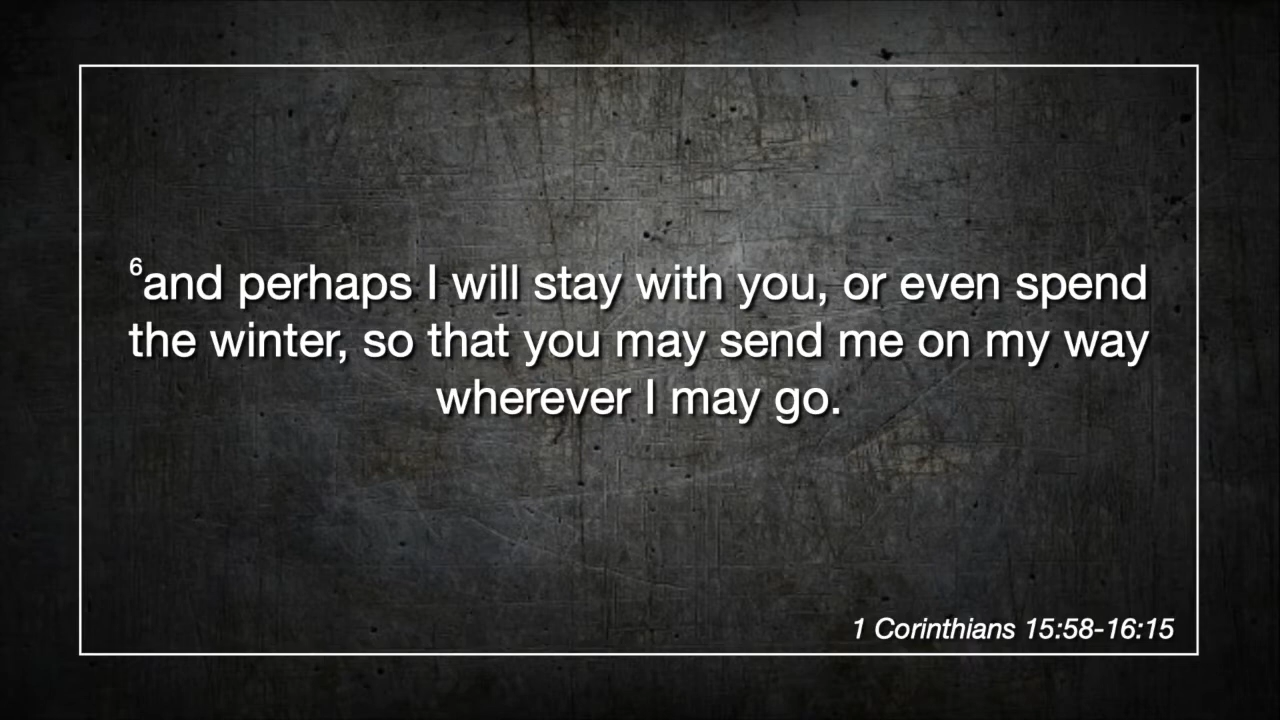 ⁶and perhaps I will stay with you, or even spend
the winter, so that you may send me on my way
wherever I may go.
1 Corinthians 15:58-16:15